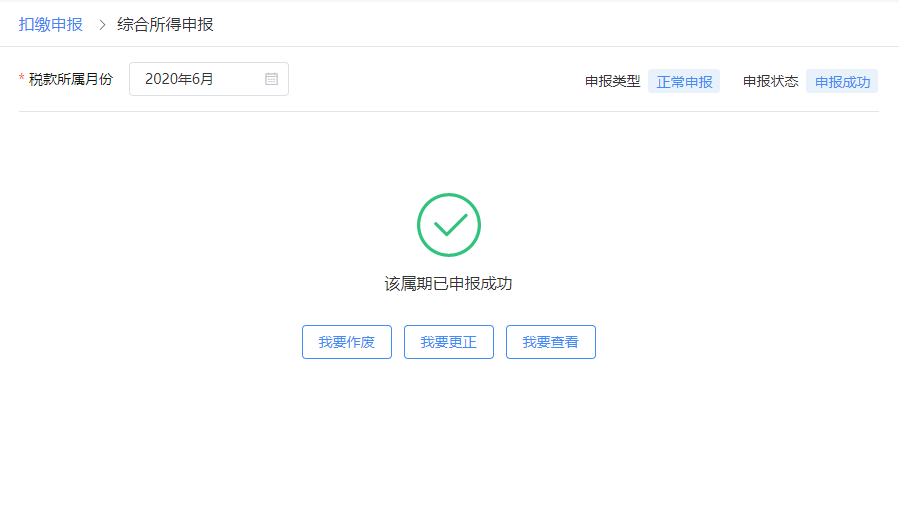 扣缴申报 > 综合所得申报
* 税款所属月份 2020年6月 申报类型 正常申报 申报状态 申报成功
该属期已申报成功
我要作废 我要更正 我要查看